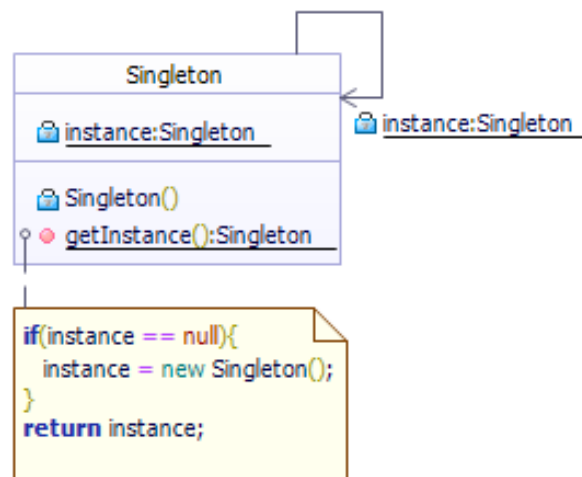 Singleton
instance:Singleton
instance:Singleton
Singleton()
getInstance():Singleton
if(instance == null){
instance = new Singleton();
}
return instance;